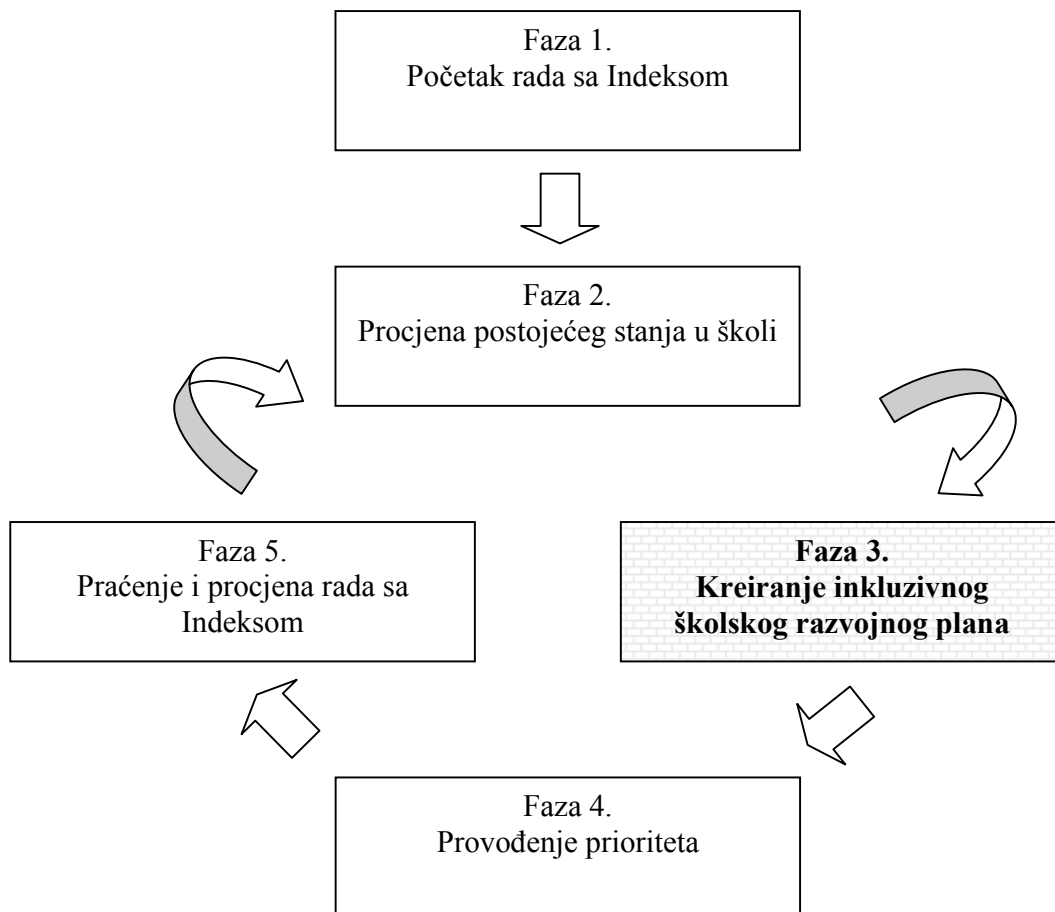 Faza 1.
Početak rada sa Indeksom
Faza 2.
Procjena postojećeg stanja u školi
Faza 5.
Praćenje i procjena rada sa
Indeksom
Faza 3.
Kreiranje inkluzivnog
školskog razvojnog plana
Faza 4.
Provođenje prioriteta